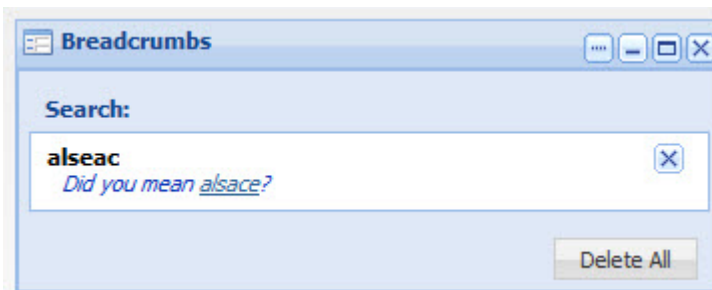 Breadcrumbs
Search:
alseac
Did you mean alsace?
Delete All